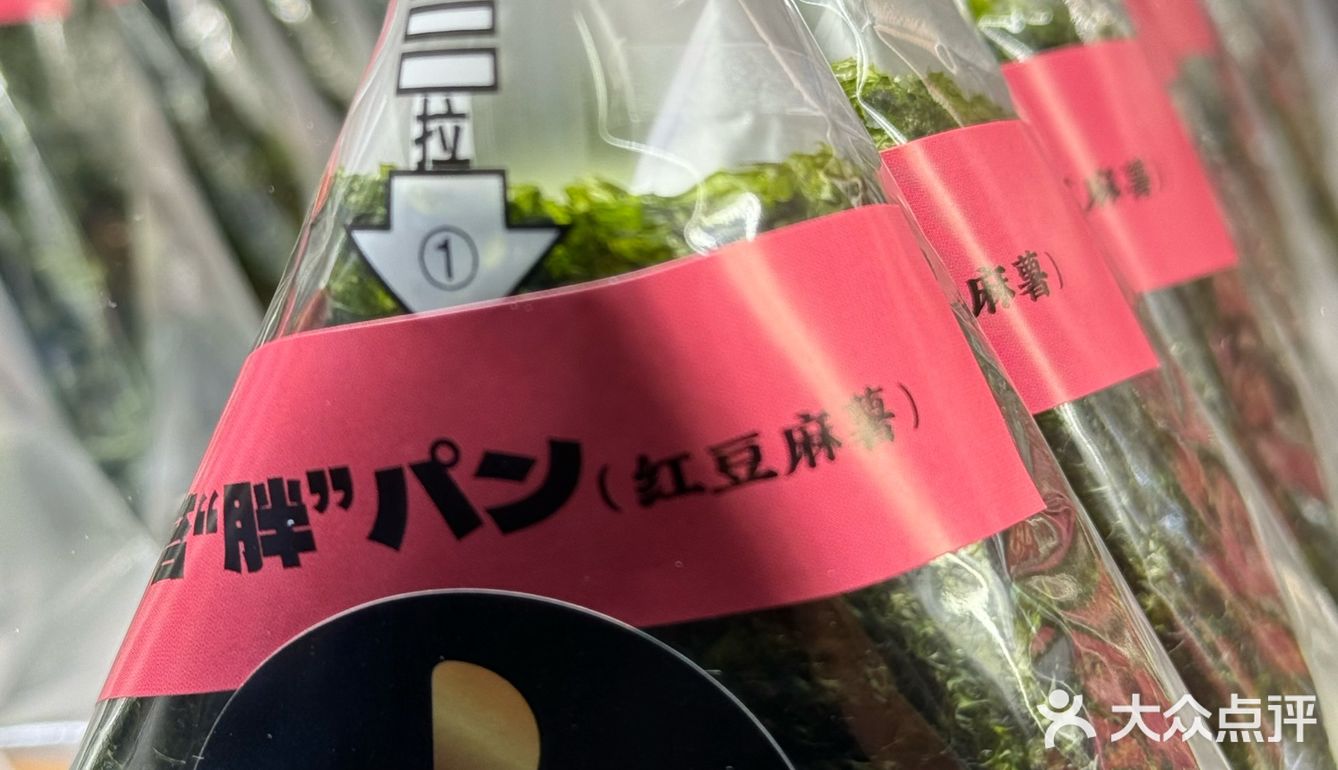 拉
①
“胖”パン(红豆麻薯)
麻薯)
麻薯)
大众点评